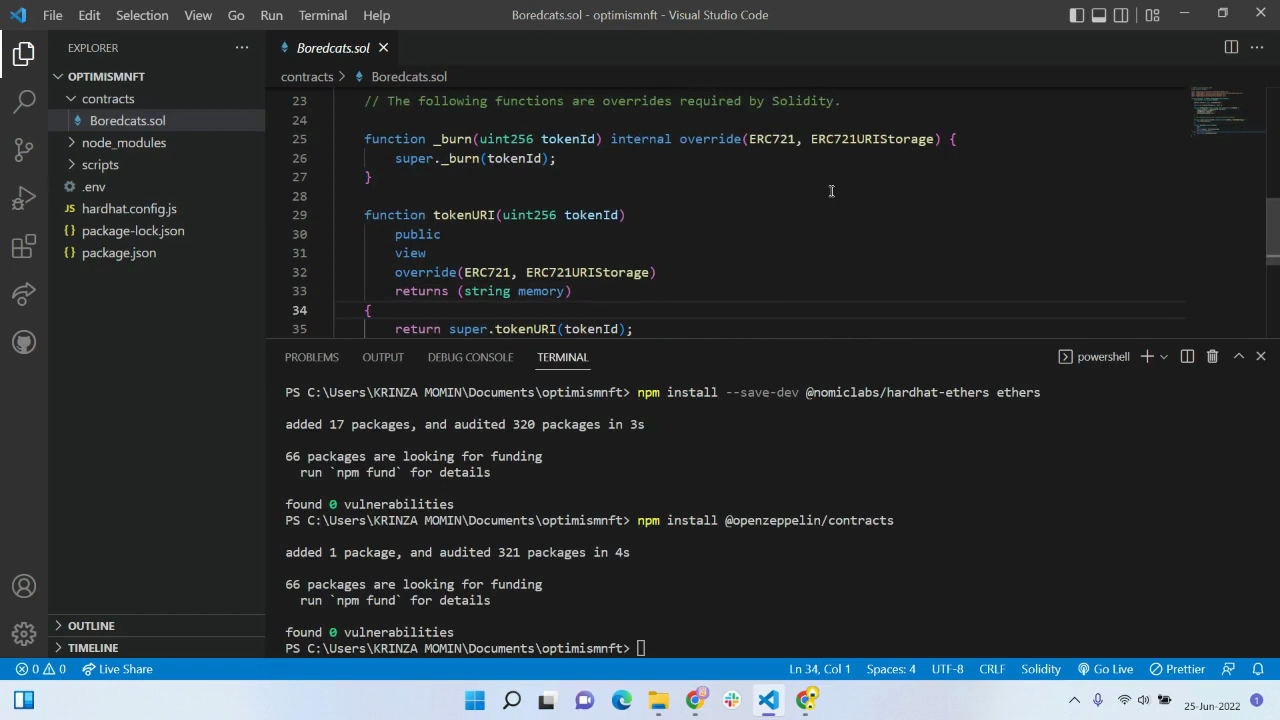 File Edit Selection View Go Run Terminal Help
Boredcats.sol - optimismnft - Visual Studio Code
EXPLORER
OPTIMISMNFT
contracts
Boredcats.sol
node_modules
scripts
.env
JS hardhat.config.js
{} package-lock.json
{} package.json
OUTLINE
TIMELINE
Boredcats.sol
contracts > Boredcats.sol
23 // The following functions are overrides required by Solidity.
24
25 function _burn(uint256 tokenId) internal override(ERC721, ERC721URIStorage) {
26 super._burn(tokenId);
27 }
28
29 function tokenURI(uint256 tokenId)
30 public
31 view
32 override(ERC721, ERC721URIStorage)
33 returns (string memory)
34 {
35 return super.tokenURI(tokenId);
PROBLEMS OUTPUT DEBUG CONSOLE TERMINAL
powershell
PS C:\Users\KRINZA MOMIN\Documents\optimismnft> npm install --save-dev @nomiclabs/hardhat-ethers ethers
added 17 packages, and audited 320 packages in 3s
66 packages are looking for funding
run `npm fund` for details
found 0 vulnerabilities
PS C:\Users\KRINZA MOMIN\Documents\optimismnft> npm install @openzeppelin/contracts
added 1 package, and audited 321 packages in 4s
66 packages are looking for funding
run `npm fund` for details
found 0 vulnerabilities
PS C:\Users\KRINZA MOMIN\Documents\optimismnft>
0 0 Live Share
Ln 34, Col 1 Spaces: 4 UTF-8 CRLF Solidity Go Live Prettier
25-Jun-2022 1